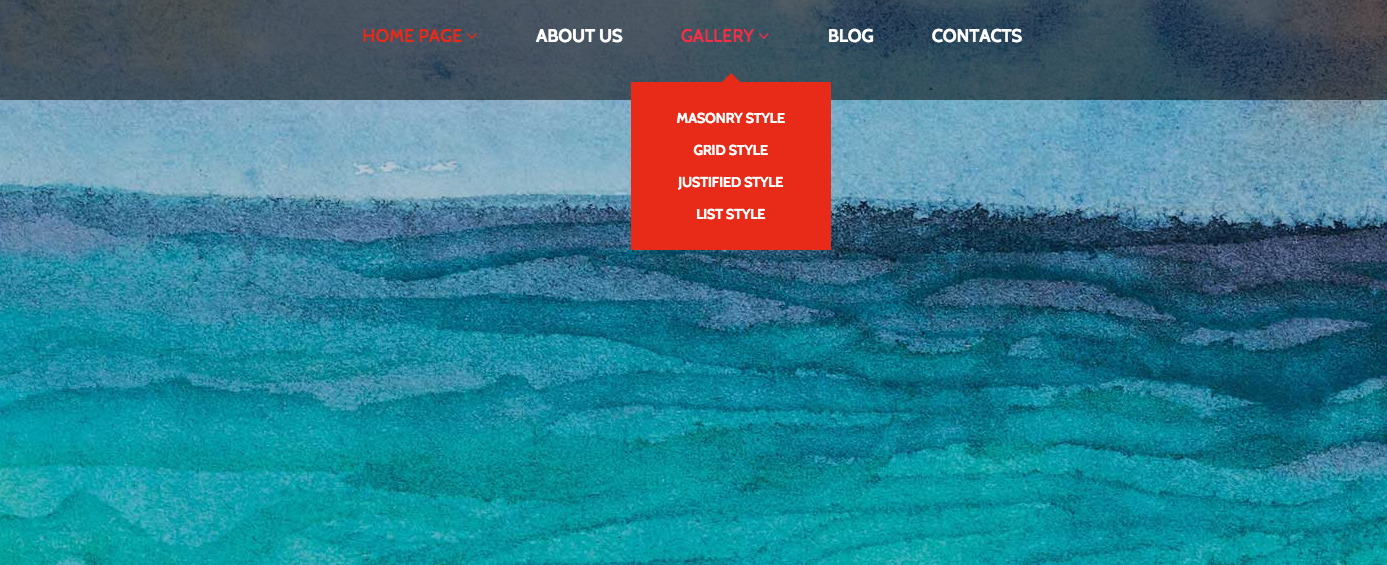 HOME PAGE
ABOUT US
GALLERY
BLOG
CONTACTS
MASONRY STYLE
GRID STYLE
JUSTIFIED STYLE
LIST STYLE